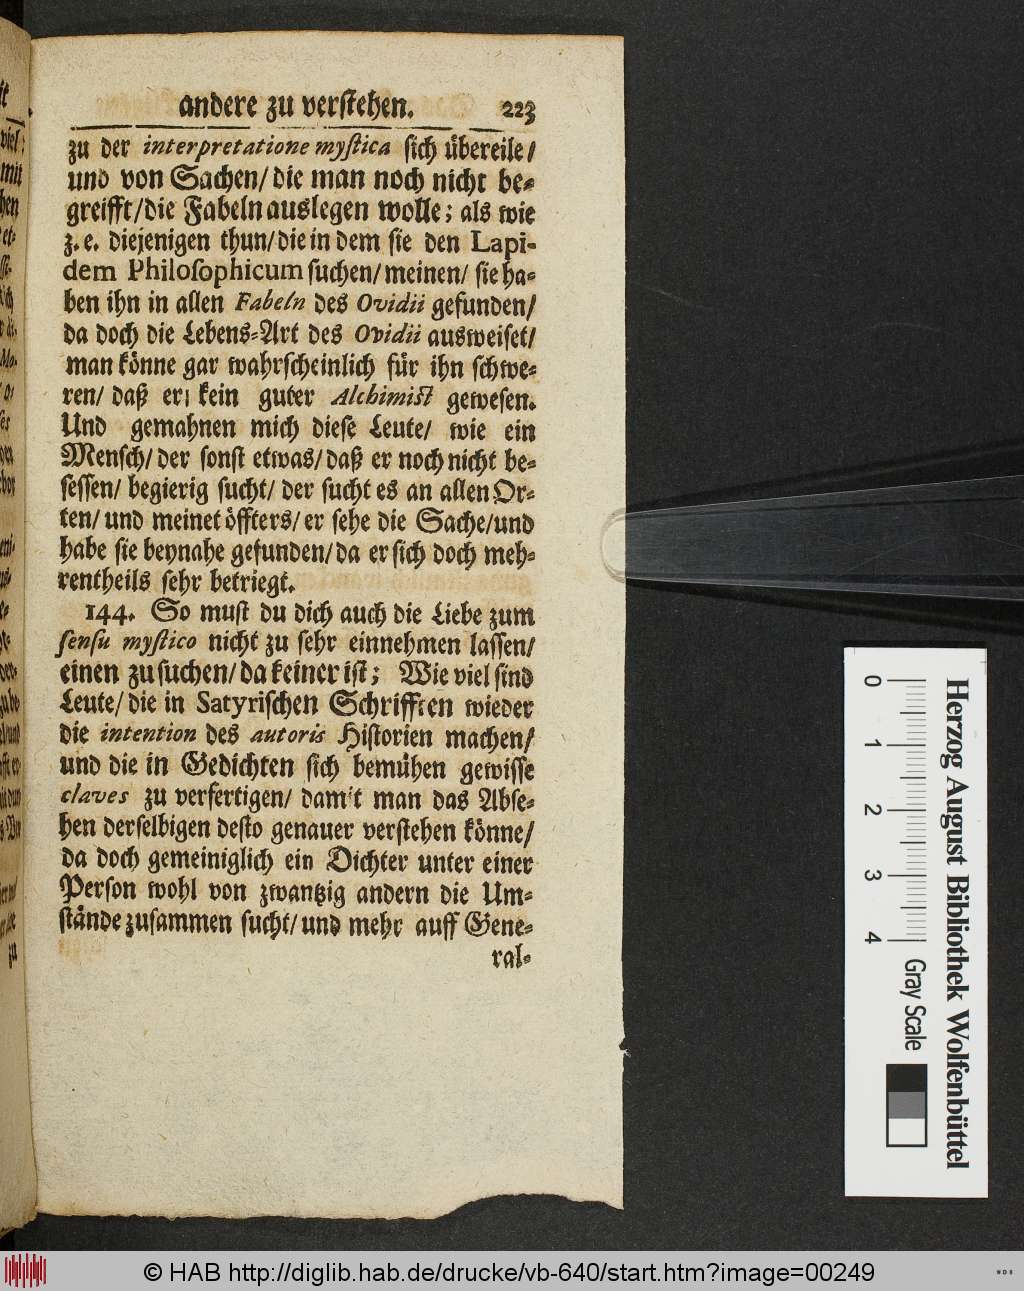 andere zu verstehen. 223
zu der interpretatione mystica sich übereile/
und von Sachen/ die man noch nicht be-
greifft/ die Fabeln auslegen wolle; als wie
z. e. diejenigen thun/ die in dem sie den Lapi-
dem Philosophicum suchen/ meinen/ sie ha-
ben ihn in allen Fabeln des Ovidii gefunden/
da doch die Lebens-Art des Ovidii ausweiset/
man könne gar wahrscheinlich für ihn schwe-
ren/ daß er kein guter Alchimist gewesen.
Und gemahnen mich diese Leute/ wie ein
Mensch/ der sonst etwas/ daß er noch nicht be-
sessen/ begierig sucht/ der sucht es an allen Or-
ten/ und meinet öffters/ er sehe die Sache/ und
habe sie beynahe gefunden/ da er sich doch meh-
rentheils sehr betriegt.
144. So must du dich auch die Liebe zum
sensu mystico nicht zu sehr einnehmen lassen/
einen zu suchen/ da keiner ist; Wie viel sind
Leute/ die in Satyrischen Schrifften wieder
die intention des autoris Historien machen/
und die in Gedichten sich bemühen gewisse
claves zu verfertigen/ damit man das Abse-
hen derselbigen desto genauer verstehen könne/
da doch gemeiniglich ein Dichter unter einer
Person wohl von zwantzig andern die Um-
stände zusammen sucht/ und mehr auff Gene-
ral-
0 1 2 3 4 Gray Scale
Herzog August Bibliothek Wolfenbüttel
© HAB http://diglib.hab.de/drucke/vb-640/start.htm?image=00249